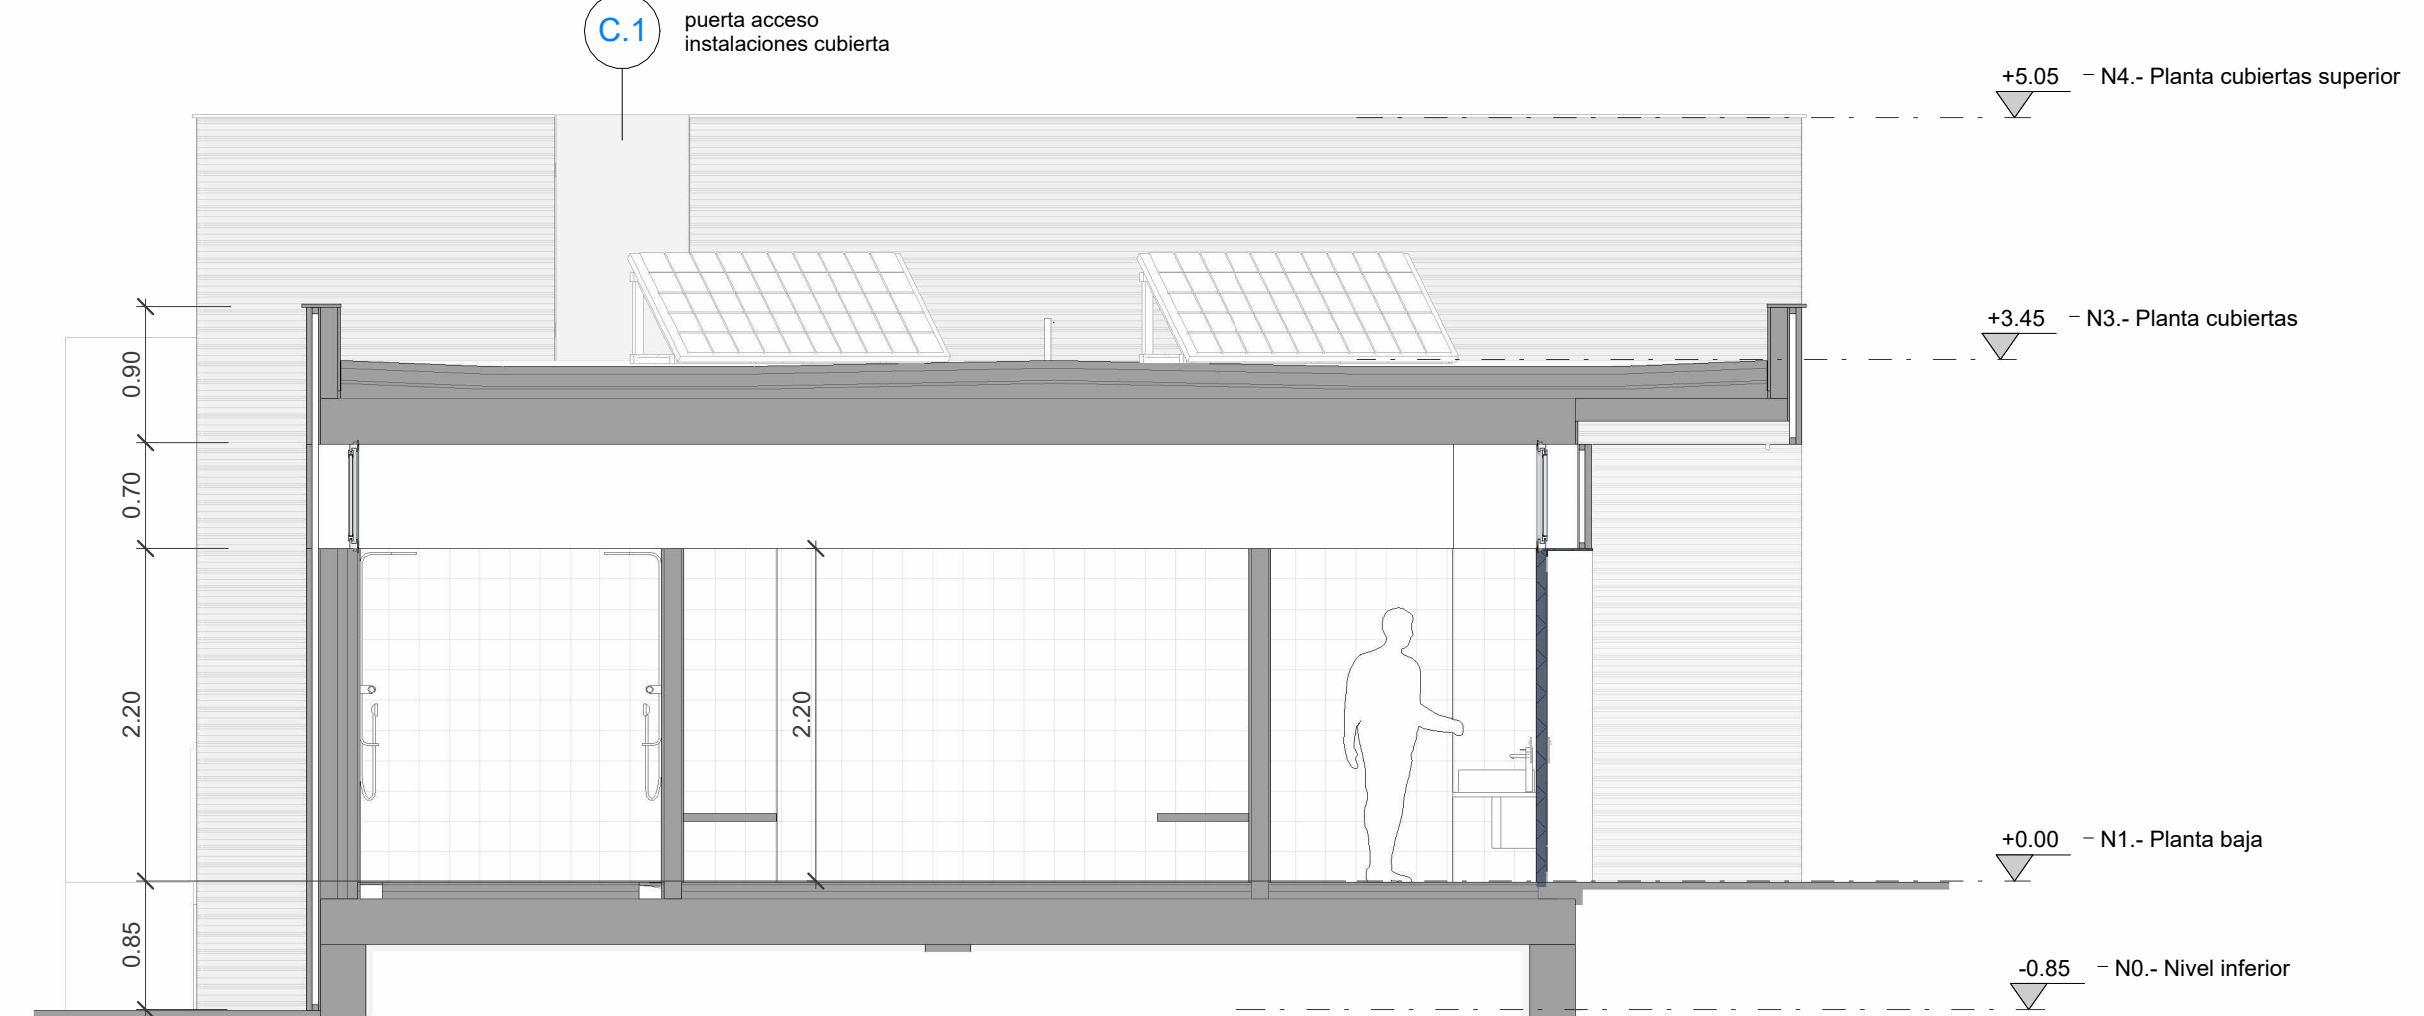 C.1
puerta acceso
instalaciones cubierta
+5.05 – N4.- Planta cubiertas superior
+3.45 – N3.- Planta cubiertas
0.90
0.70
2.20
2.20
+0.00 – N1.- Planta baja
0.85
-0.85 – N0.- Nivel inferior